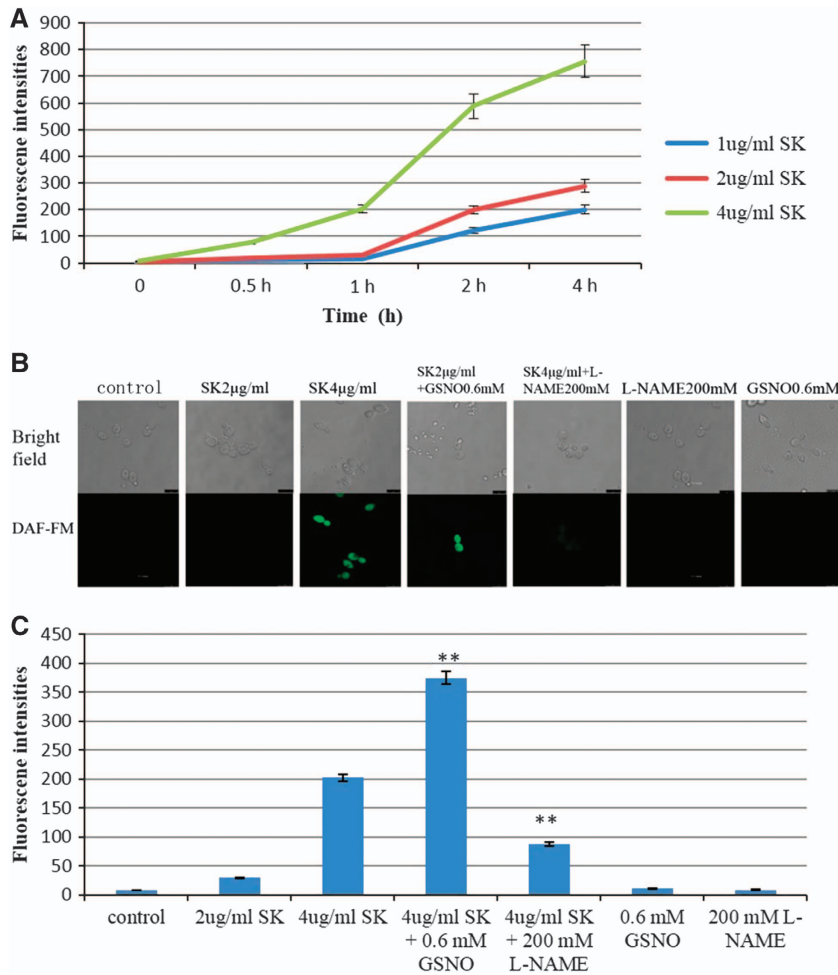 A
Fluorescene intensities
900
800
700
600
500
400
300
200
100
0
0
0.5 h
1 h
2 h
4 h
Time (h)
1ug/ml SK
2ug/ml SK
4ug/ml SK
B
control
SK2μg/ml
SK4μg/ml
SK2μg/ml
+GSNO0.6mM
SK4μg/ml+L-
NAME200mM
L-NAME200mM
GSNO0.6mM
Bright
field
DAF-FM
C
Fluorescene intensities
450
400
350
300
250
200
150
100
50
0
**
**
control
2ug/ml SK
4ug/ml SK
4ug/ml SK
+ 0.6 mM
GSNO
4ug/ml SK
+ 200 mM
L-NAME
0.6 mM
GSNO
200 mM L-
NAME